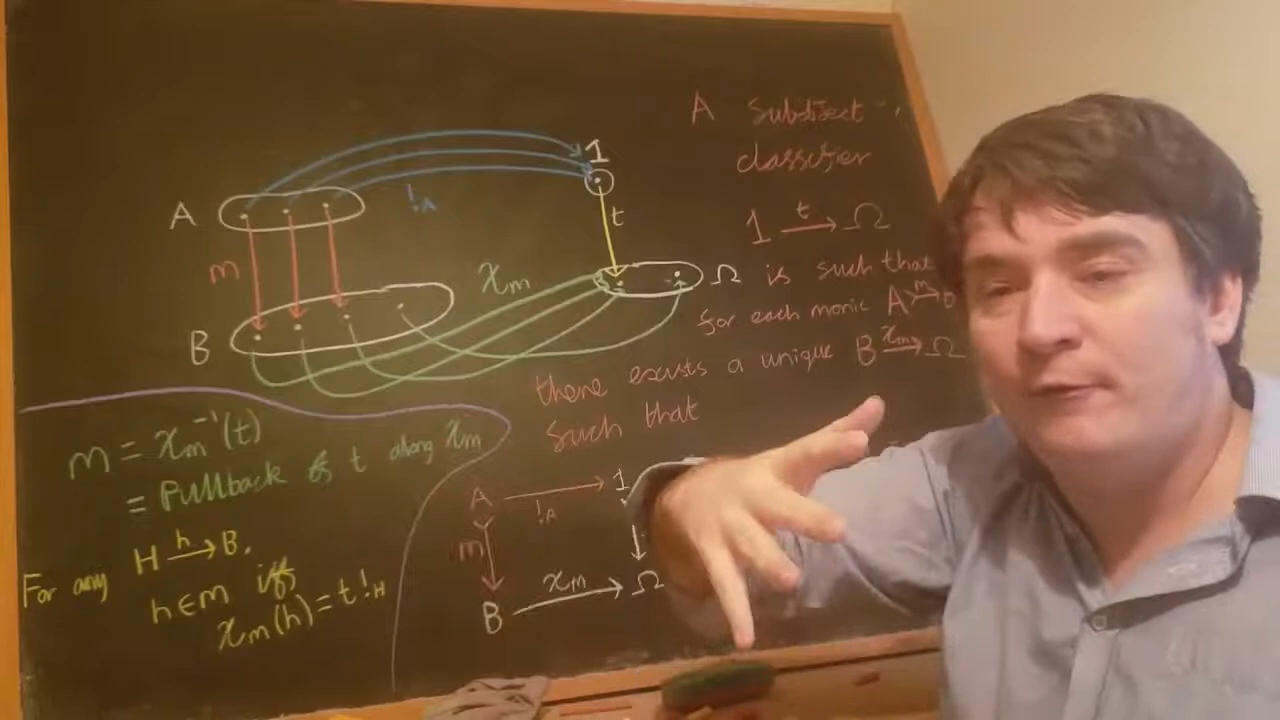 A !A 1
m t
χm Ω
B
A Subobject
classifier
1 t→ Ω
is such that
for each monic A >m→
there exists a unique B χm→ Ω
such that
A !A 1
m
B χm Ω
m = χm⁻¹(t)
= Pullback of t along χm
For any H h→ B.
h ∈ m iff
χm(h) = t !H